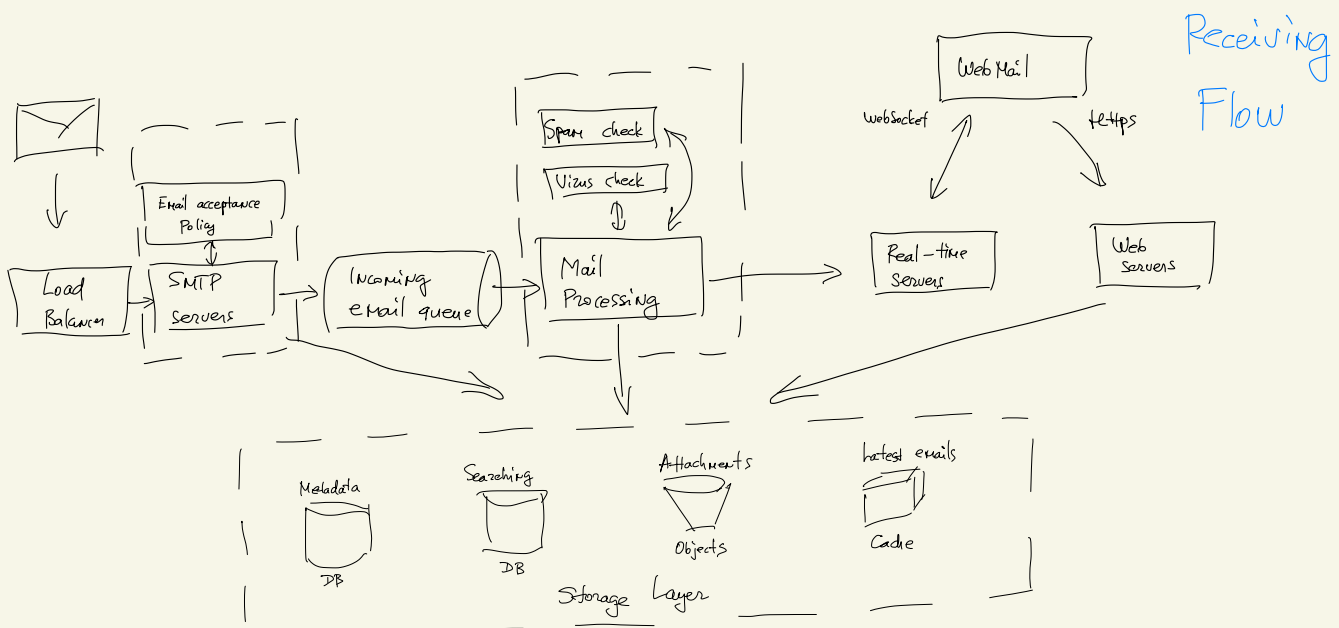 Receiving
Flow
WebMail
WebSocket
Https
Spam check
Virus check
Email acceptance
Policy
Load
Balancer
SMTP
servers
Incoming
email queue
Mail
Processing
Real-time
servers
Web
servers
Metadata
DB
Searching
DB
Attachments
Objects
Latest emails
Cache
Storage Layer